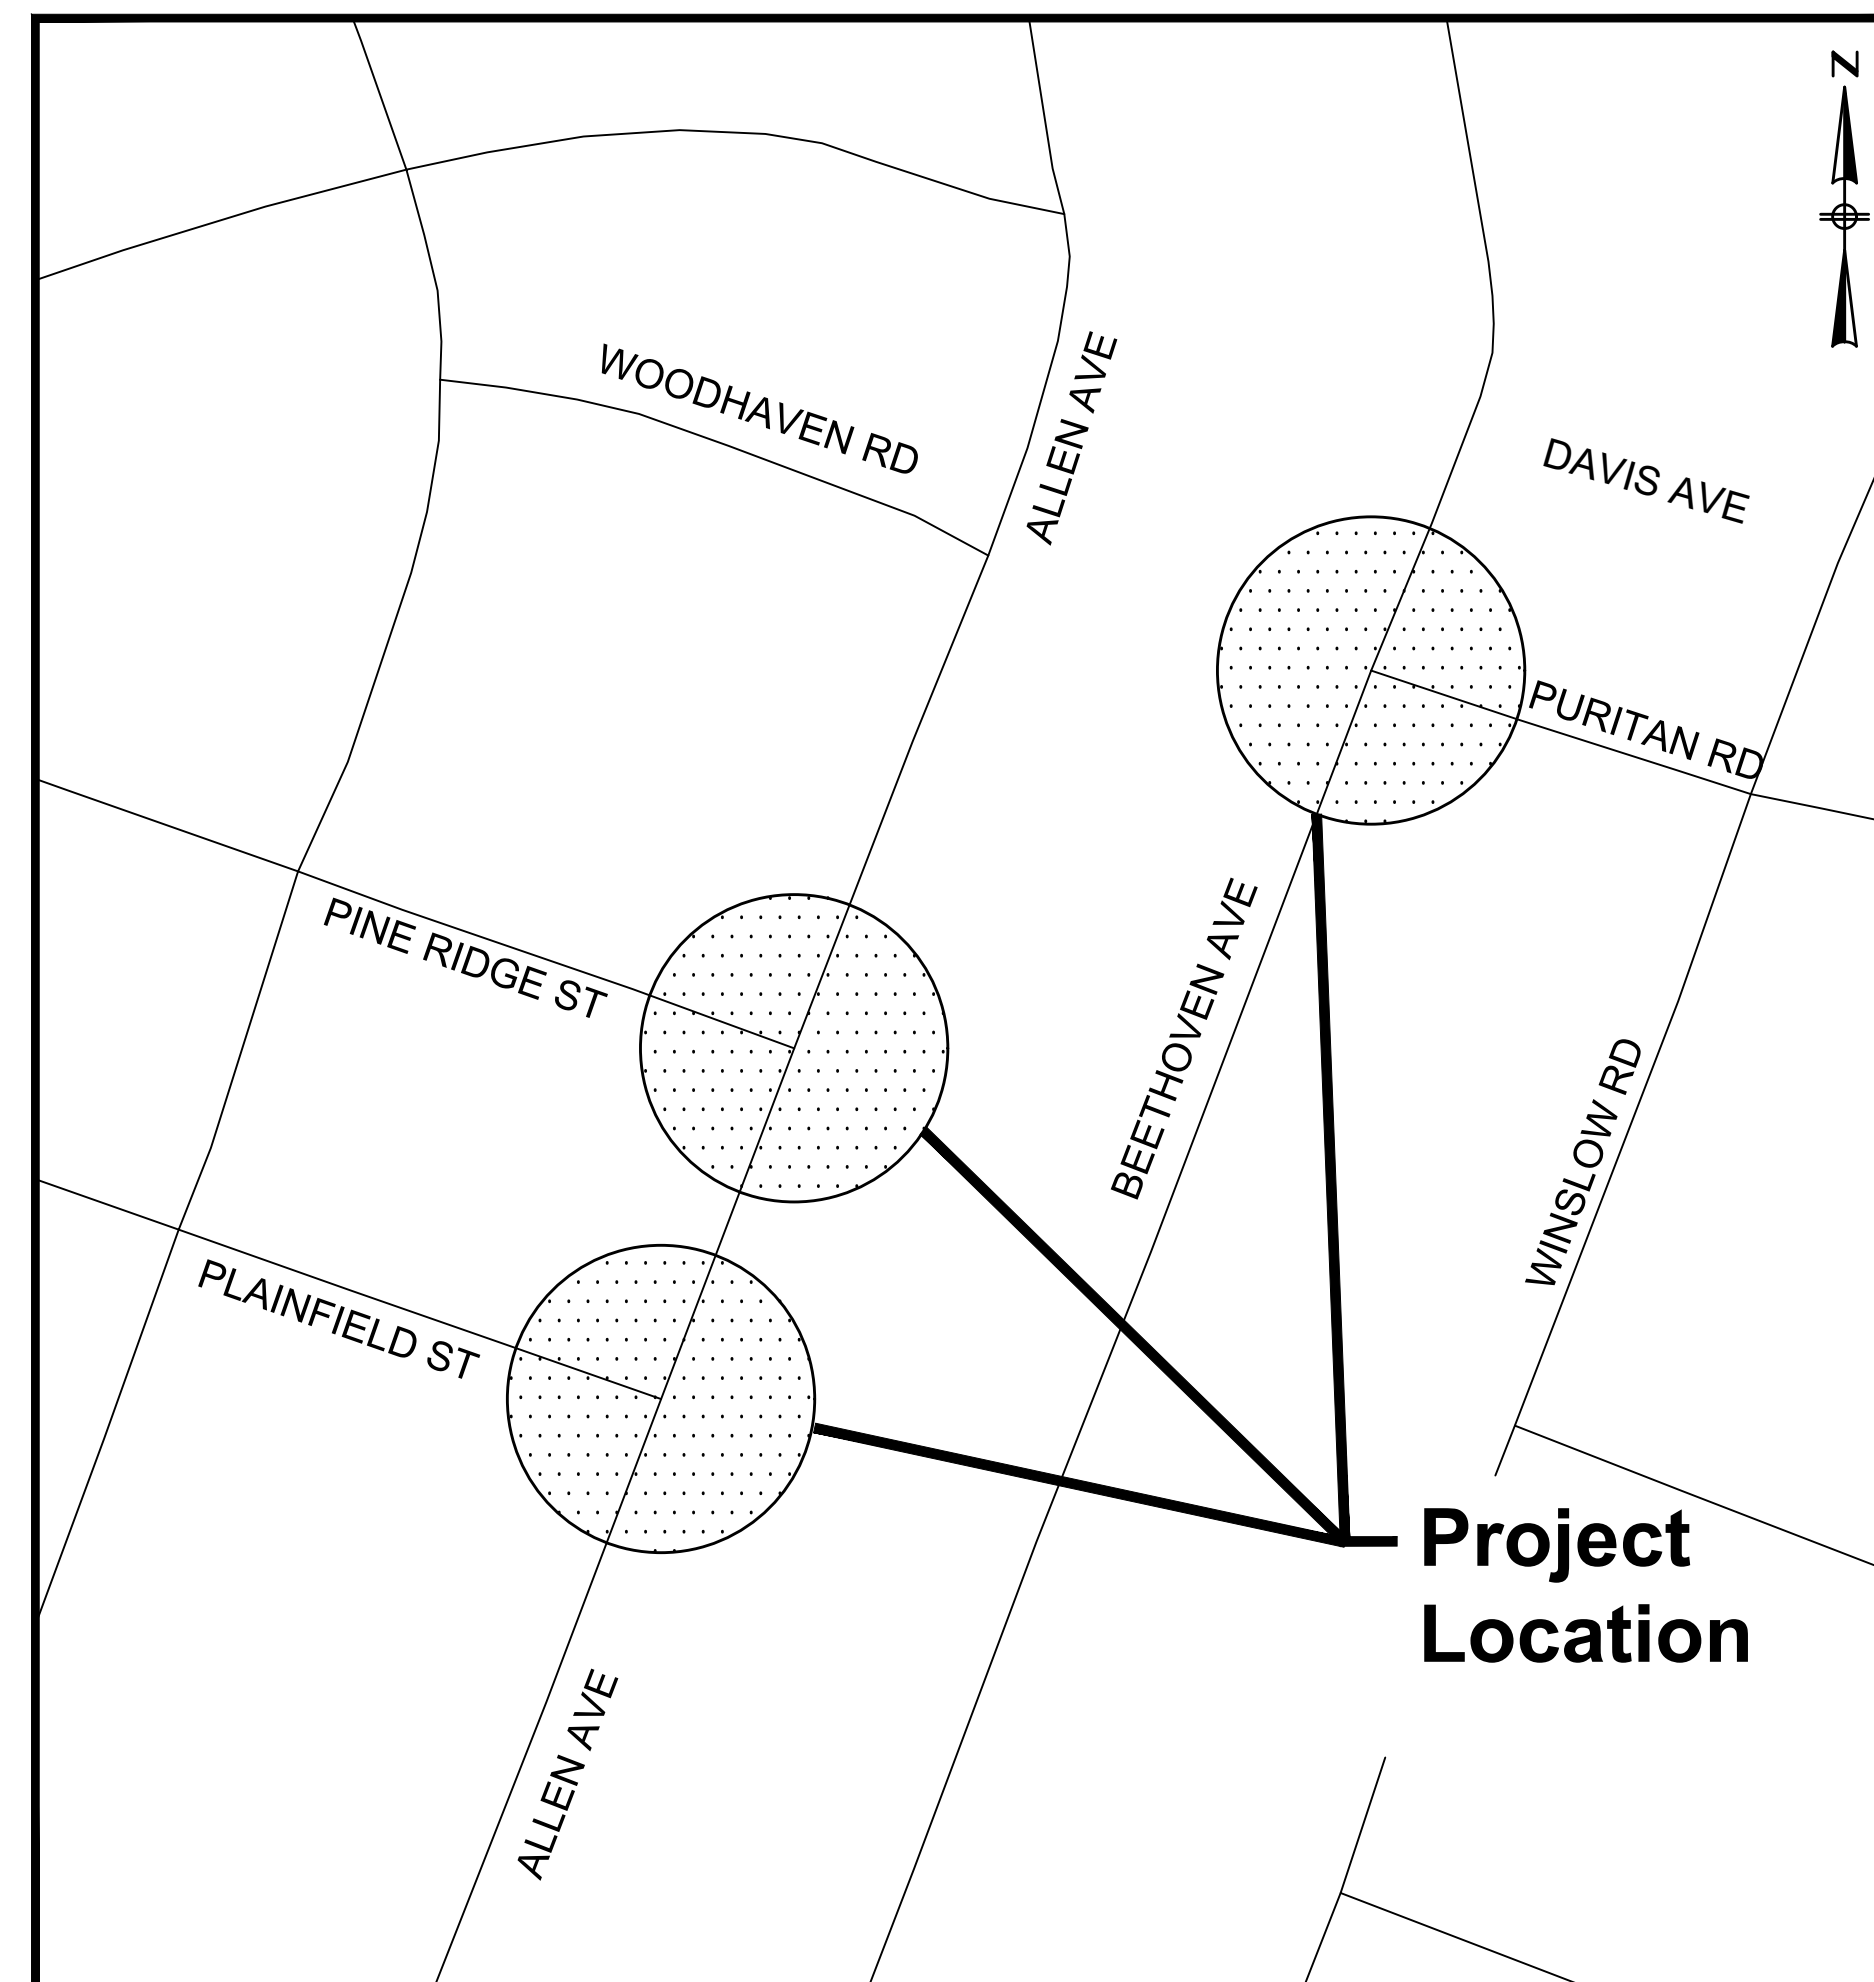 N
WOODHAVEN RD
ALLEN AVE
DAVIS AVE
PURITAN RD
PINE RIDGE ST
BEETHOVEN AVE
WINSLOW RD
PLAINFIELD ST
Project
Location
ALLEN AVE